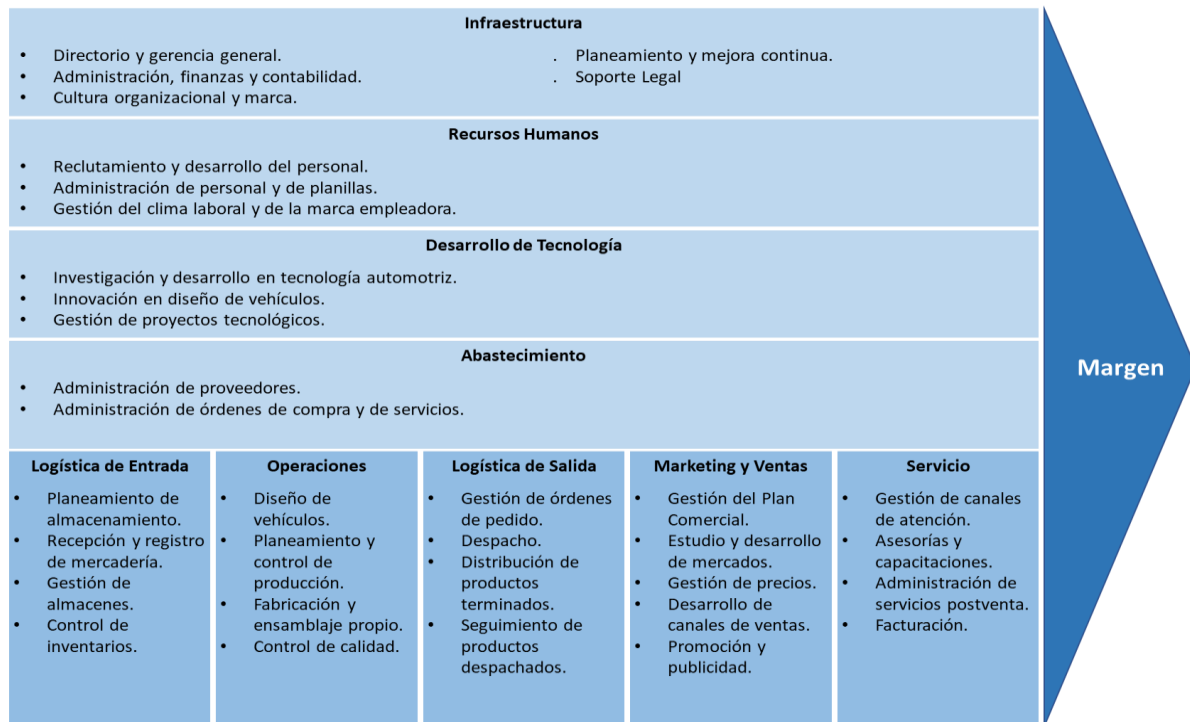 Infraestructura
• Directorio y gerencia general.
• Administración, finanzas y contabilidad.
• Cultura organizacional y marca.
. Planeamiento y mejora continua.
. Soporte Legal
Recursos Humanos
• Reclutamiento y desarrollo del personal.
• Administración de personal y de planillas.
• Gestión del clima laboral y de la marca empleadora.
Desarrollo de Tecnología
• Investigación y desarrollo en tecnología automotriz.
• Innovación en diseño de vehículos.
• Gestión de proyectos tecnológicos.
Abastecimiento
• Administración de proveedores.
• Administración de órdenes de compra y de servicios.
Logística de Entrada
• Planeamiento de
almacenamiento.
• Recepción y registro
de mercadería.
• Gestión de
almacenes.
• Control de
inventarios.
Operaciones
• Diseño de
vehículos.
• Planeamiento y
control de
producción.
• Fabricación y
ensamblaje propio.
• Control de calidad.
Logística de Salida
• Gestión de órdenes
de pedido.
• Despacho.
• Distribución de
productos
terminados.
• Seguimiento de
productos
despachados.
Marketing y Ventas
• Gestión del Plan
Comercial.
• Estudio y desarrollo
de mercados.
• Gestión de precios.
• Desarrollo de
canales de ventas.
• Promoción y
publicidad.
Servicio
• Gestión de canales
de atención.
• Asesorías y
capacitaciones.
• Administración de
servicios postventa.
• Facturación.
Margen